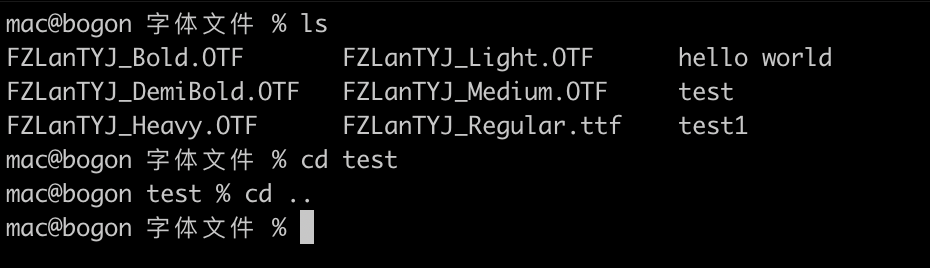 mac@bogon 字体文件 % ls
FZLanTYJ_Bold.OTF FZLanTYJ_Light.OTF hello world
FZLanTYJ_DemiBold.OTF FZLanTYJ_Medium.OTF test
FZLanTYJ_Heavy.OTF FZLanTYJ_Regular.ttf test1
mac@bogon 字体文件 % cd test
mac@bogon test % cd ..
mac@bogon 字体文件 %